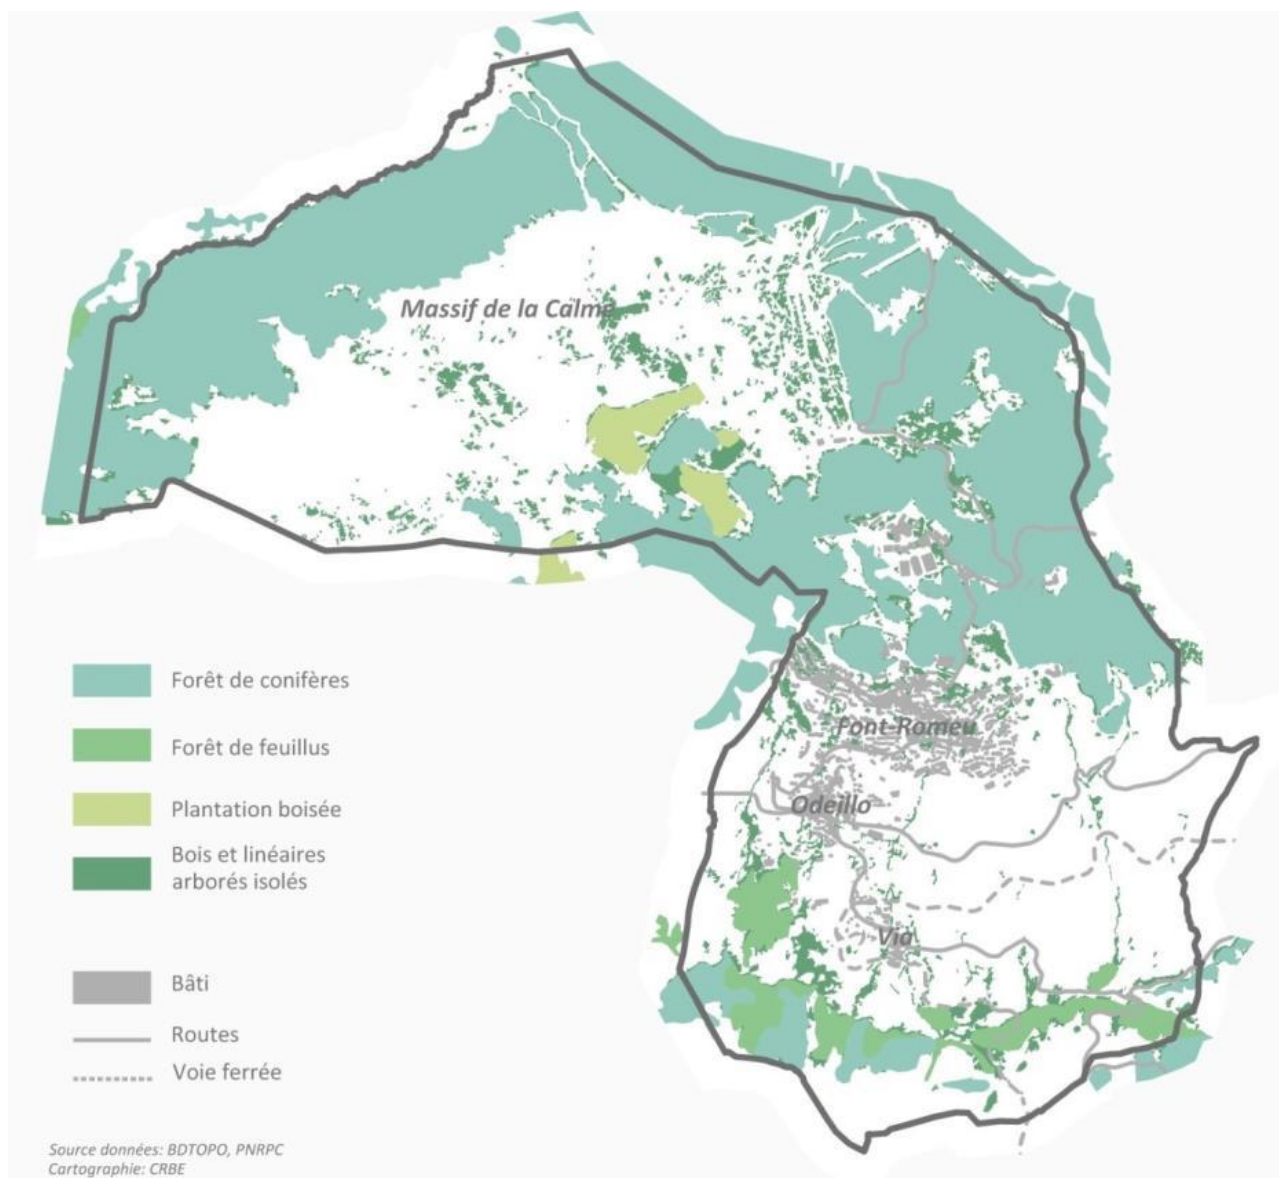 Massif de la Calme
Forêt de conifères
Forêt de feuillus
Plantation boisée
Bois et linéaires
arborés isolés
Bâti
Routes
Voie ferrée
Font-Romeu
Odeillo
Via
Source données: BDTOPO, PNRPC
Cartographie: CRBE